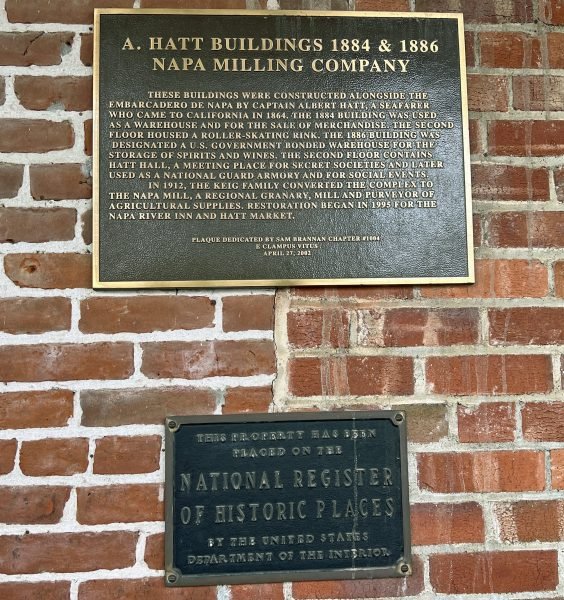 A. HATT BUILDINGS 1884 & 1886
NAPA MILLING COMPANY
THESE BUILDINGS WERE CONSTRUCTED ALONGSIDE THE
EMBARCADERO DE NAPA BY CAPTAIN ALBERT HATT, A SEAFARER
WHO CAME TO CALIFORNIA IN 1864. THE 1884 BUILDING WAS USED
AS A WAREHOUSE AND FOR THE SALE OF MERCHANDISE. THE SECOND
FLOOR HOUSED A ROLLER-SKATING RINK. THE 1886 BUILDING WAS
DESIGNATED A U.S. GOVERNMENT BONDED WAREHOUSE FOR THE
STORAGE OF SPIRITS AND WINES. THE SECOND FLOOR CONTAINS
HATT HALL, A MEETING PLACE FOR SECRET SOCIETIES AND LATER
USED AS A NATIONAL GUARD ARMORY AND FOR SOCIAL EVENTS.
IN 1912, THE KEIG FAMILY CONVERTED THE COMPLEX TO
THE NAPA MILL, A REGIONAL GRANARY, MILL AND PURVEYOR OF
AGRICULTURAL SUPPLIES. RESTORATION BEGAN IN 1995 FOR THE
NAPA RIVER INN AND HATT MARKET.
PLAQUE DEDICATED BY SAM BRANNAN CHAPTER #1004
E CLAMPUS VITUS
APRIL 27, 2002
THIS PROPERTY HAS BEEN
PLACED ON THE
NATIONAL REGISTER
OF HISTORIC PLACES
BY THE UNITED STATES
DEPARTMENT OF THE INTERIOR